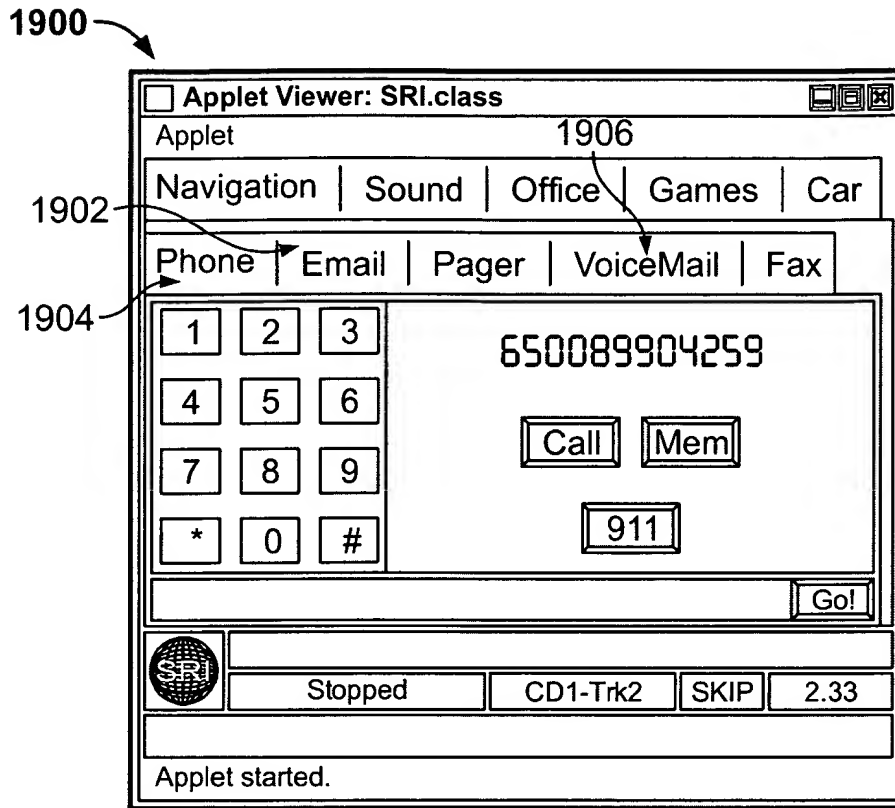 1900
Applet Viewer: SRI.class
Applet
1906
Navigation | Sound | Office | Games | Car
1902
Phone | Email | Pager | VoiceMail | Fax
1904
1 2 3
650089904259
4 5 6
Call Mem
7 8 9
911
* 0 #
Go!
SRI
Stopped CD1-Trk2 SKIP 2.33
Applet started.